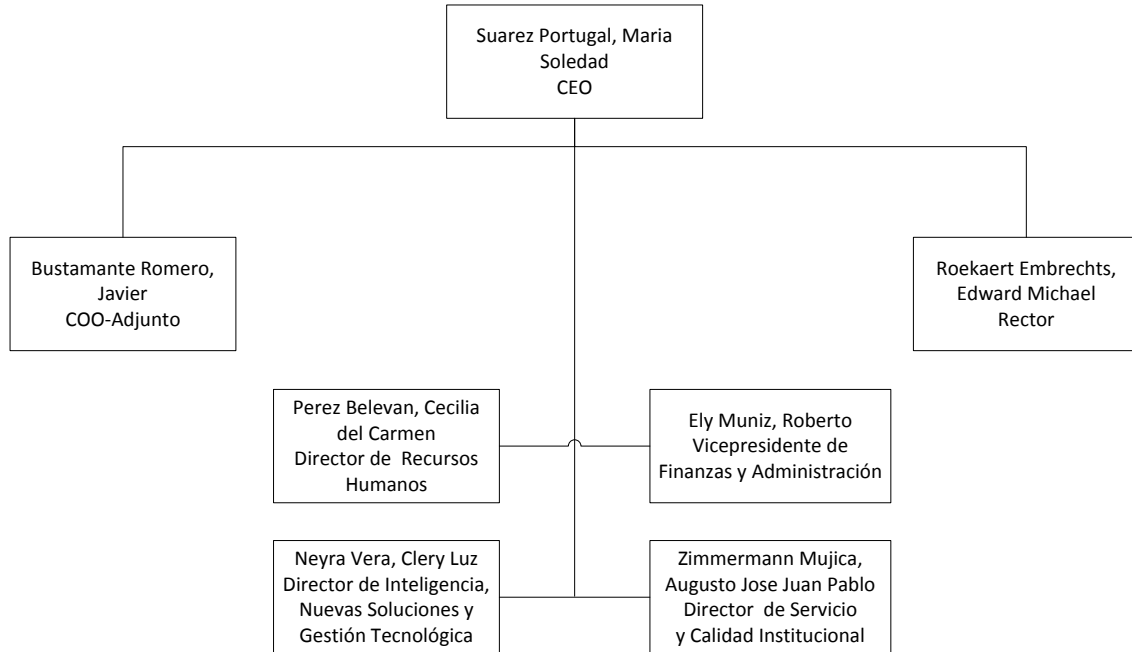 Suarez Portugal, Maria
Soledad
CEO
Bustamante Romero,
Javier
COO-Adjunto
Roekaert Embrechts,
Edward Michael
Rector
Perez Belevan, Cecilia
del Carmen
Director de  Recursos
Humanos
Ely Muniz, Roberto
Vicepresidente de
Finanzas y Administración
Neyra Vera, Clery Luz
Director de Inteligencia,
Nuevas Soluciones y
Gestión Tecnológica
Zimmermann Mujica,
Augusto Jose Juan Pablo
Director  de Servicio
y Calidad Institucional